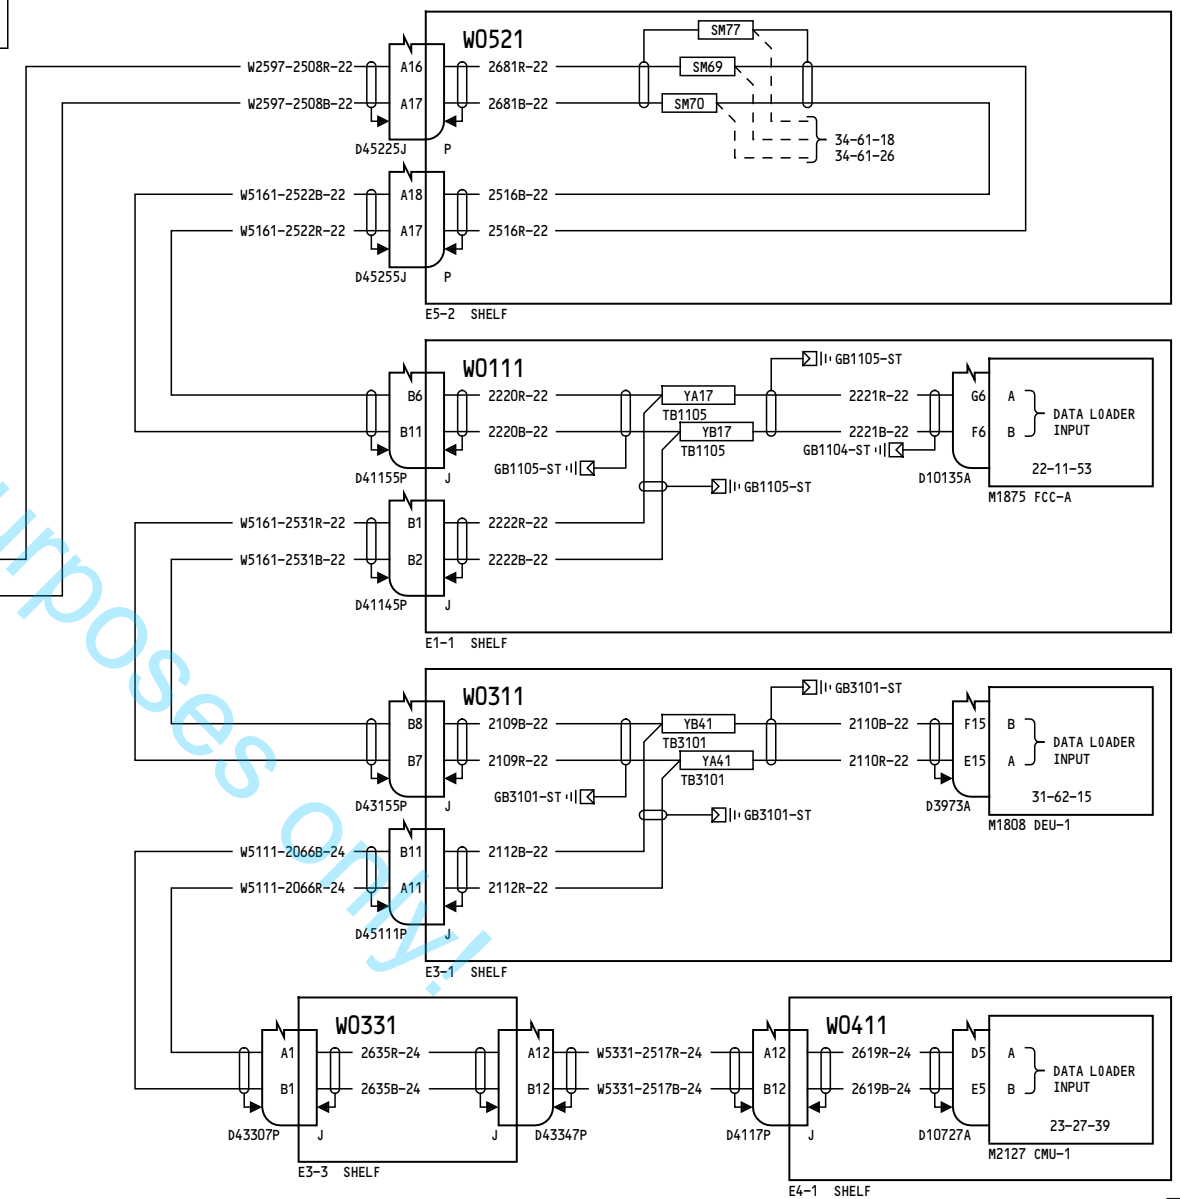 W0521
SM77
W2597-2508R-22 A16 2681R-22 SM69
W2597-2508B-22 A17 2681B-22 SM70
34-61-18
34-61-26
D45225J P
W5161-2522B-22 A18 2516B-22
W5161-2522R-22 A17 2516R-22
D45255J P
E5-2 SHELF
W0111
GB1105-ST
B6 2220R-22 YA17 2221R-22 G6 A
TB1105
DATA LOADER
INPUT
B11 2220B-22 YB17 2221B-22 F6 B
TB1105
GB1104-ST
GB1105-ST
22-11-53
D41155P J
D10135A
GB1105-ST
M1875 FCC-A
W5161-2531R-22 B1 2222R-22
W5161-2531B-22 B2 2222B-22
D41145P J
E1-1 SHELF
W0311
GB3101-ST
B8 2109B-22 YB41 2110B-22 F15 B
TB3101
DATA LOADER
INPUT
B7 2109R-22 YA41 2110R-22 E15 A
TB3101
GB3101-ST
31-62-15
D43155P J
D3973A
GB3101-ST
M1808 DEU-1
W5111-2066B-24 B11 2112B-22
W5111-2066R-24 A11 2112R-22
D45111P J
E3-1 SHELF
W0331
W0411
A1 2635R-24 A12 W5331-2517R-24 A12 2619R-24 D5 A
DATA LOADER
INPUT
B1 2635B-24 B12 W5331-2517B-24 B12 2619B-24 E5 B
23-27-39
D43307P J J D43347P D4117P J D10727A
M2127 CMU-1
E3-3 SHELF
E4-1 SHELF
urposes only!